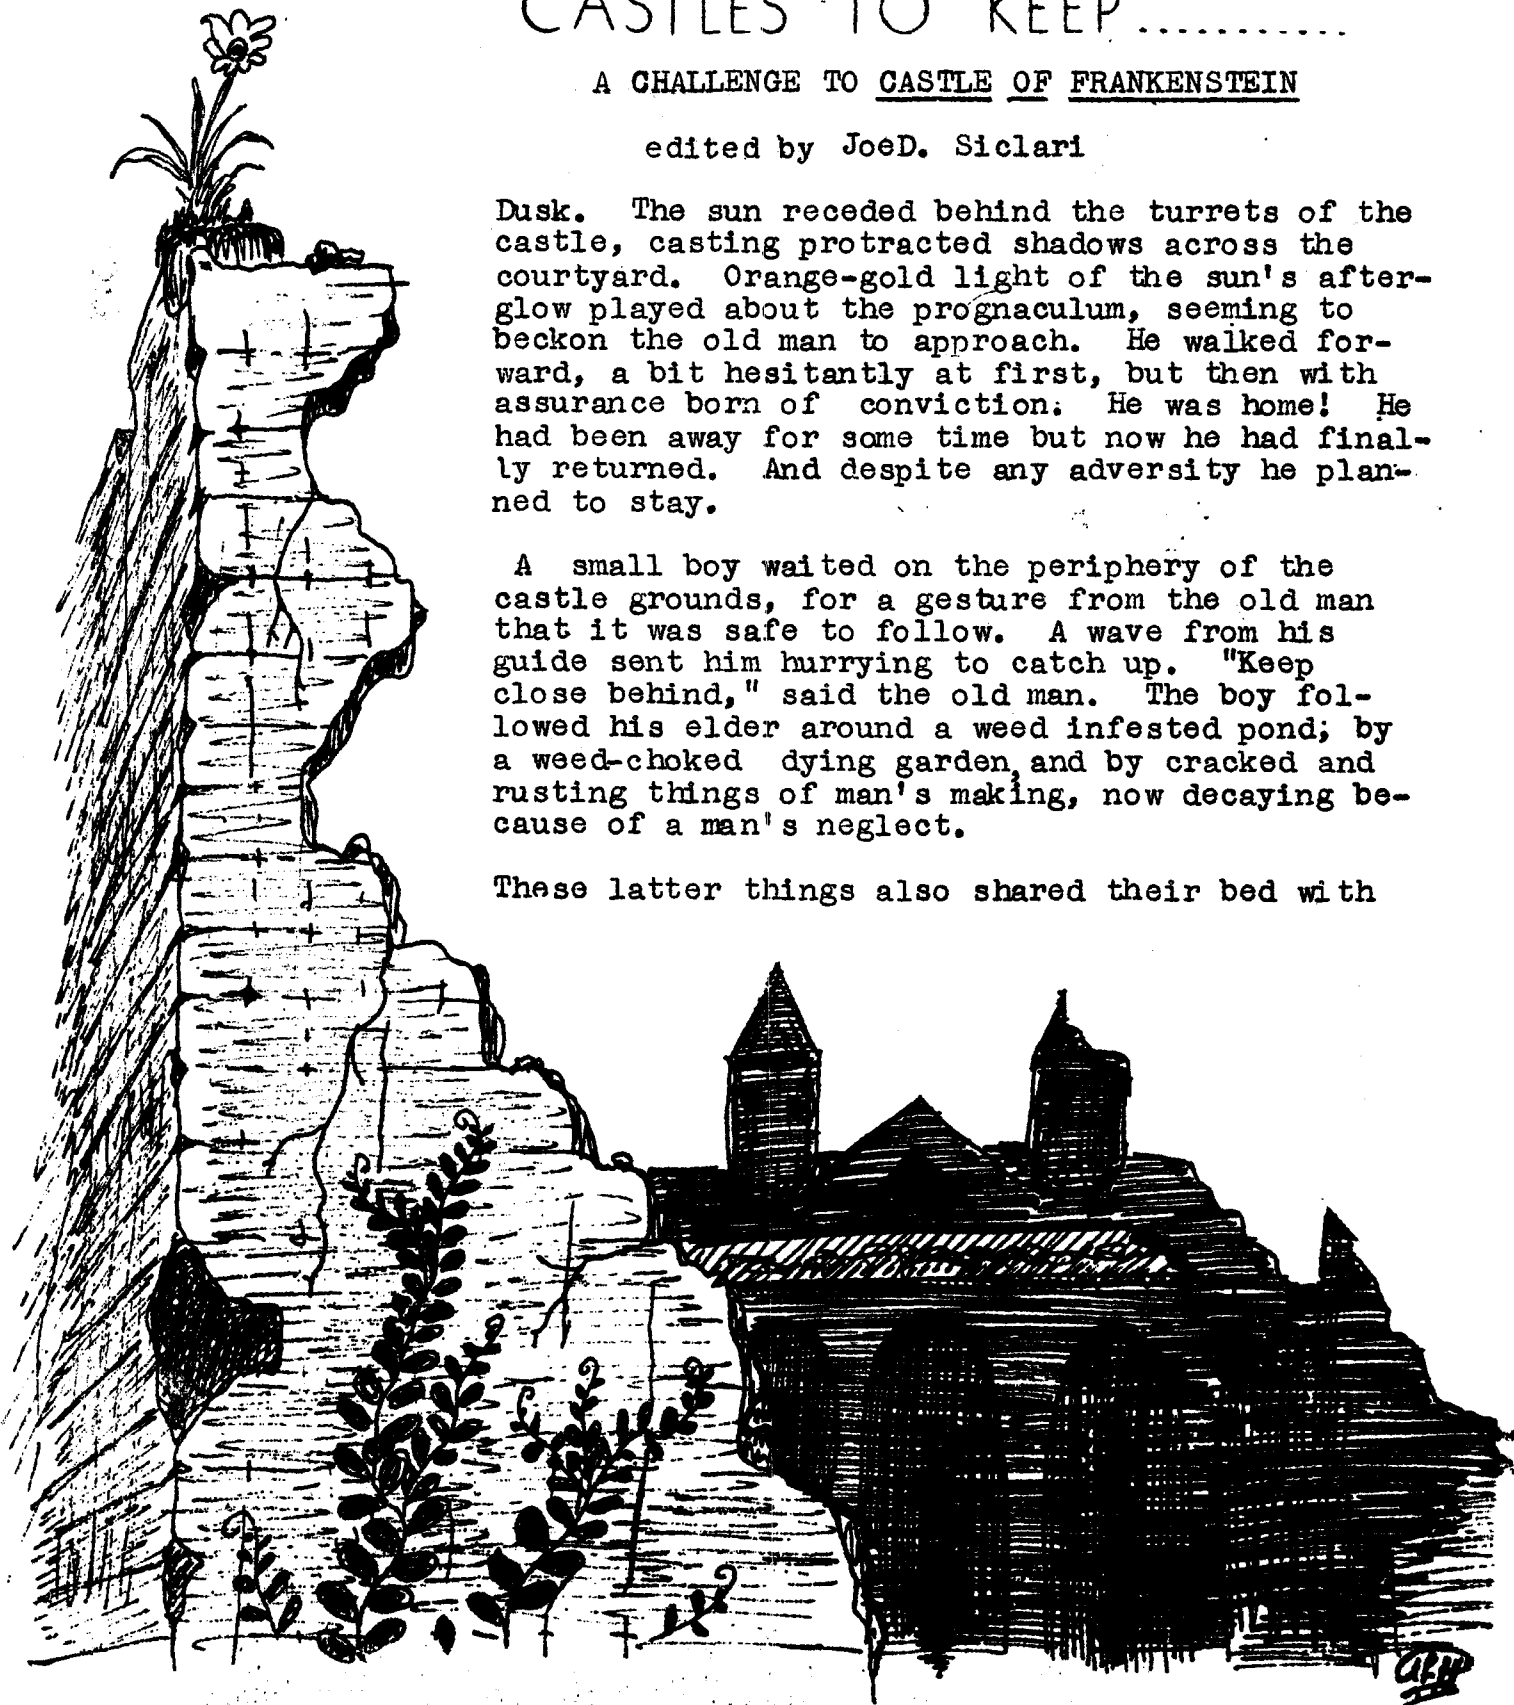 CASTLES TO KEEP...........
A CHALLENGE TO CASTLE OF FRANKENSTEIN
edited by JoeD. Siclari
Dusk. The sun receded behind the turrets of the
castle, casting protracted shadows across the
courtyard. Orange-gold light of the sun's after-
glow played about the prognaculum, seeming to
beckon the old man to approach. He walked for-
ward, a bit hesitantly at first, but then with
assurance born of conviction. He was home! He
had been away for some time but now he had final-
ly returned. And despite any adversity he plan-
ned to stay.
A small boy waited on the periphery of the
castle grounds, for a gesture from the old man
that it was safe to follow. A wave from his
guide sent him hurrying to catch up. "Keep
close behind," said the old man. The boy fol-
lowed his elder around a weed infested pond; by
a weed-choked dying garden, and by cracked and
rusting things of man's making, now decaying be-
cause of a man's neglect.
These latter things also shared their bed with